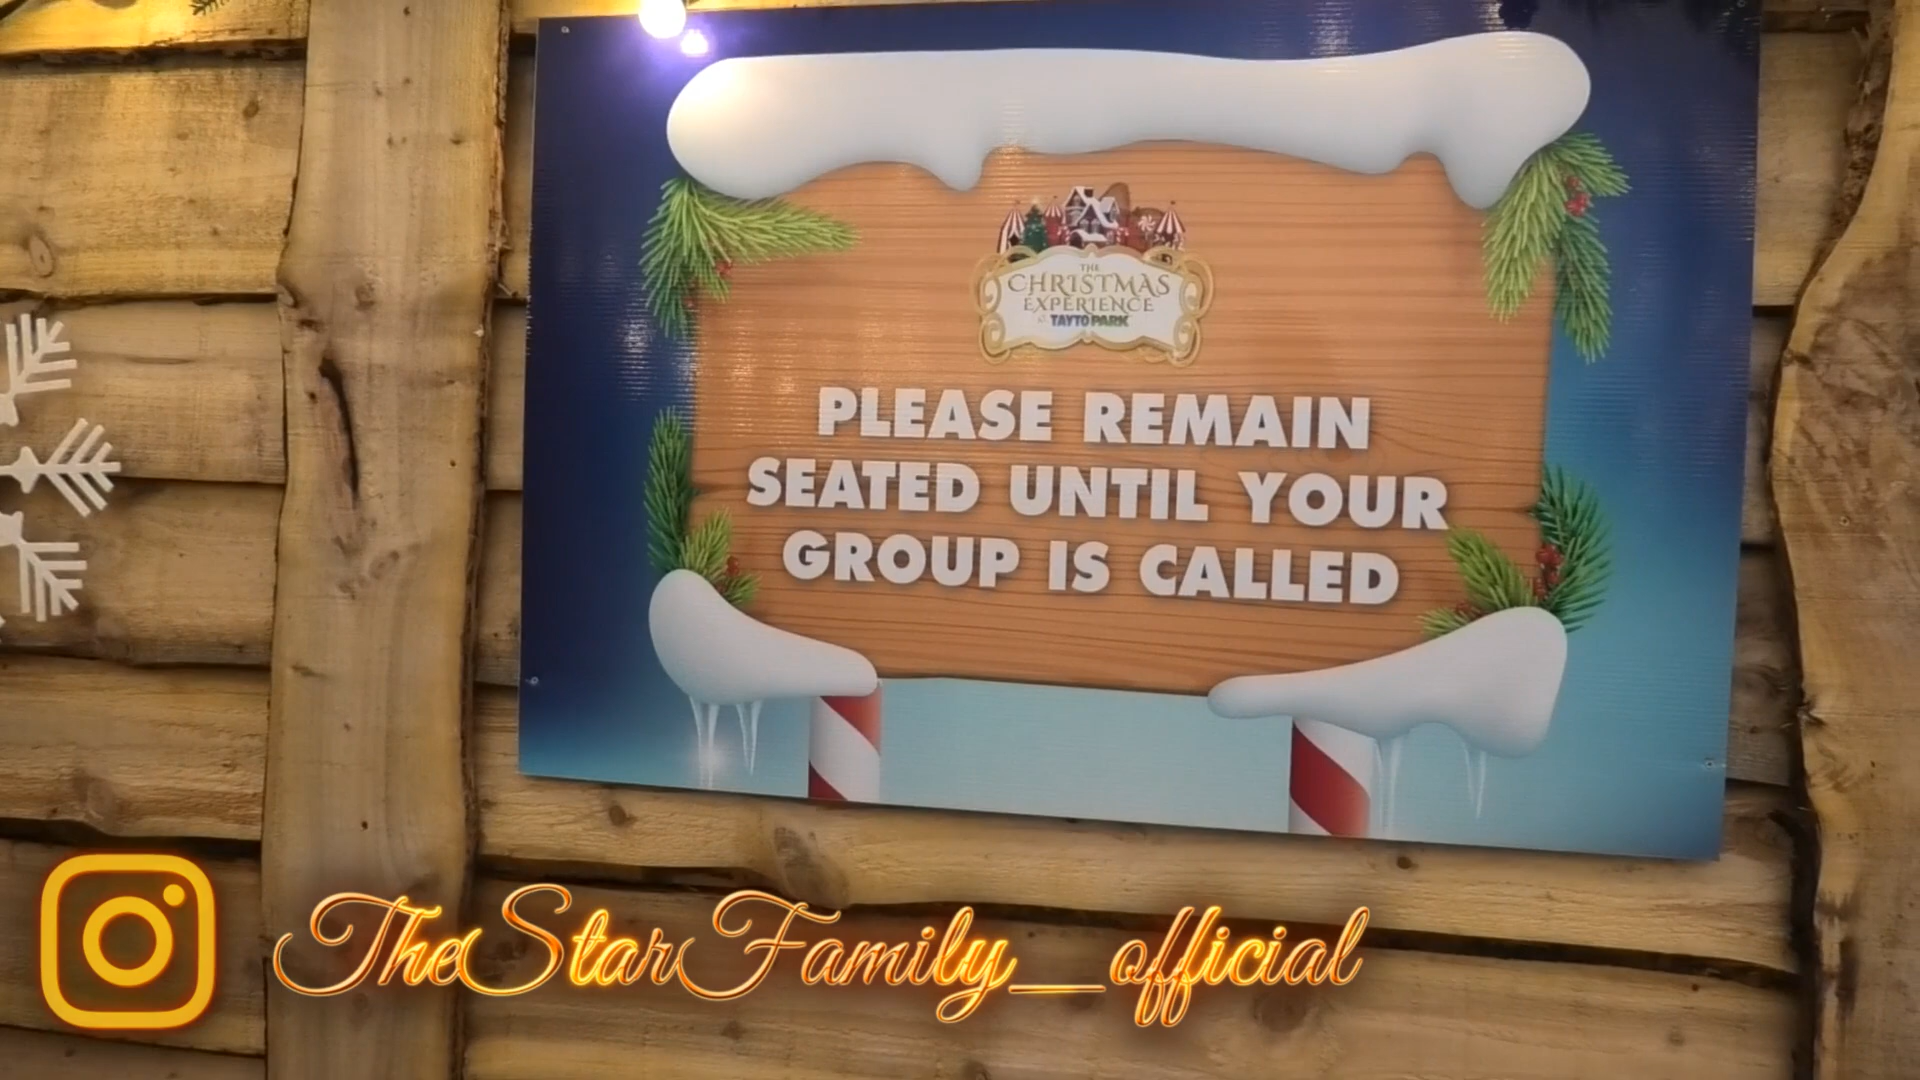 THE
CHRISTMAS
EXPERIENCE
at TAYTO PARK
PLEASE REMAIN
SEATED UNTIL YOUR
GROUP IS CALLED
TheStarFamily_official